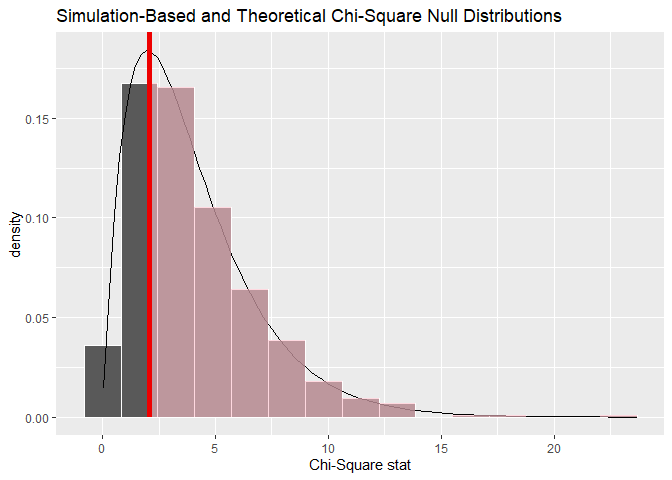 Simulation-Based and Theoretical Chi-Square Null Distributions
0.15
0.10
0.05
0.00
density
0 5 10 15 20
Chi-Square stat